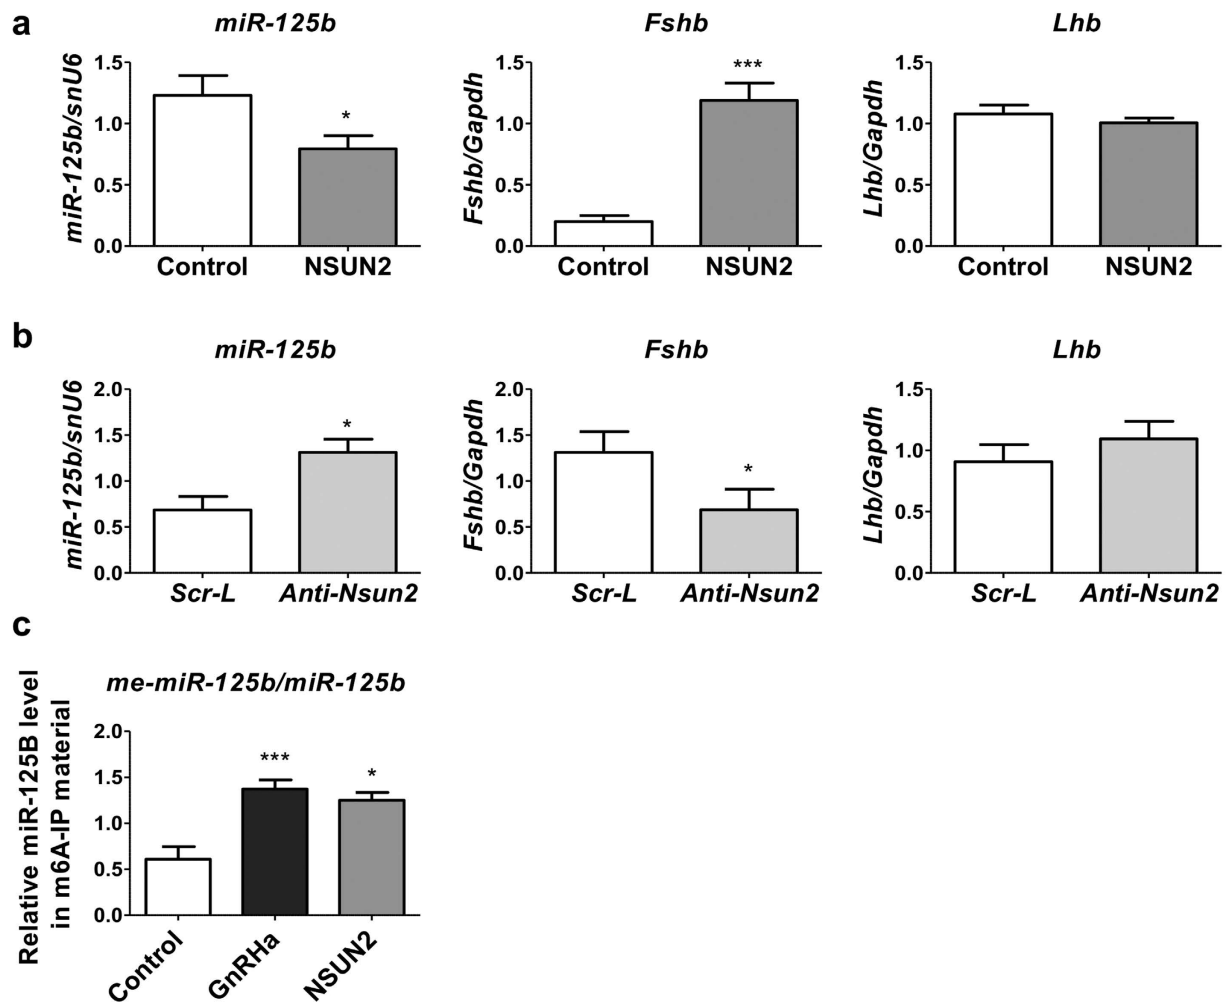 a
miR-125b
Fshb
Lhb
miR-125b/snU6
1.5
1.0
0.5
0.0
*
Control NSUN2
Fshb/Gapdh
1.5
1.0
0.5
0.0
***
Control NSUN2
Lhb/Gapdh
1.5
1.0
0.5
0.0
Control NSUN2
b
miR-125b
Fshb
Lhb
miR-125b/snU6
2.0
1.5
1.0
0.5
0.0
*
Scr-L Anti-Nsun2
Fshb/Gapdh
2.0
1.5
1.0
0.5
0.0
*
Scr-L Anti-Nsun2
Lhb/Gapdh
1.5
1.0
0.5
0.0
Scr-L Anti-Nsun2
c
me-miR-125b/miR-125b
Relative miR-125B level
in m6A-IP material
2.0
1.5
1.0
0.5
0.0
***
*
Control
GnRHa
NSUN2